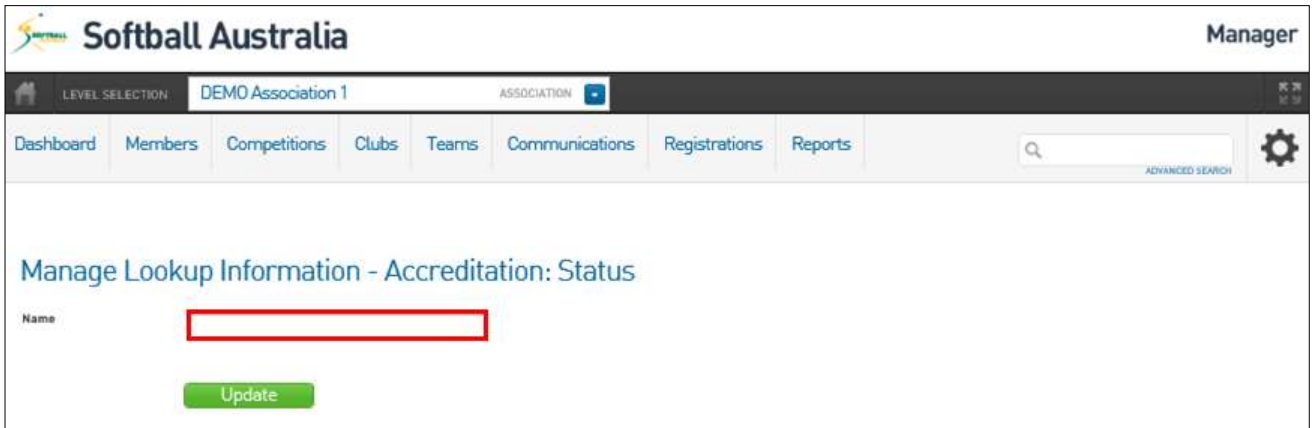 SOFTBALL Softball Australia Manager
LEVEL SELECTION DEMO Association 1 ASSOCIATION
Dashboard Members Competitions Clubs Teams Communications Registrations Reports
ADVANCED SEARCH
Manage Lookup Information - Accreditation: Status
Name
Update